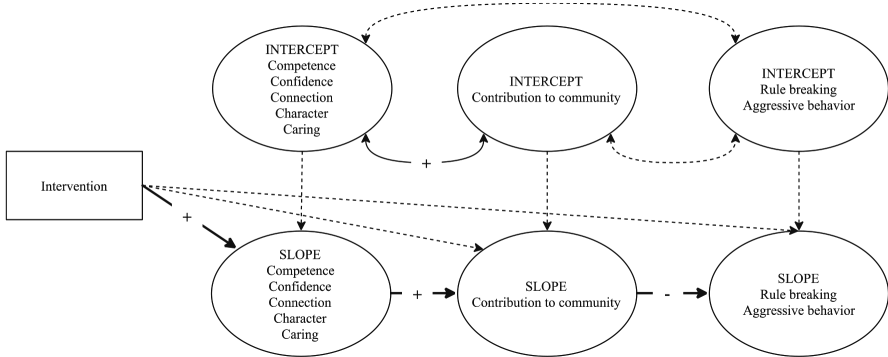 INTERCEPT
Competence
Confidence
Connection
Character
Caring
INTERCEPT
Contribution to community
INTERCEPT
Rule breaking
Aggressive behavior
+
Intervention
+
SLOPE
Competence
Confidence
Connection
Character
Caring
+
SLOPE
Contribution to community
-
SLOPE
Rule breaking
Aggressive behavior